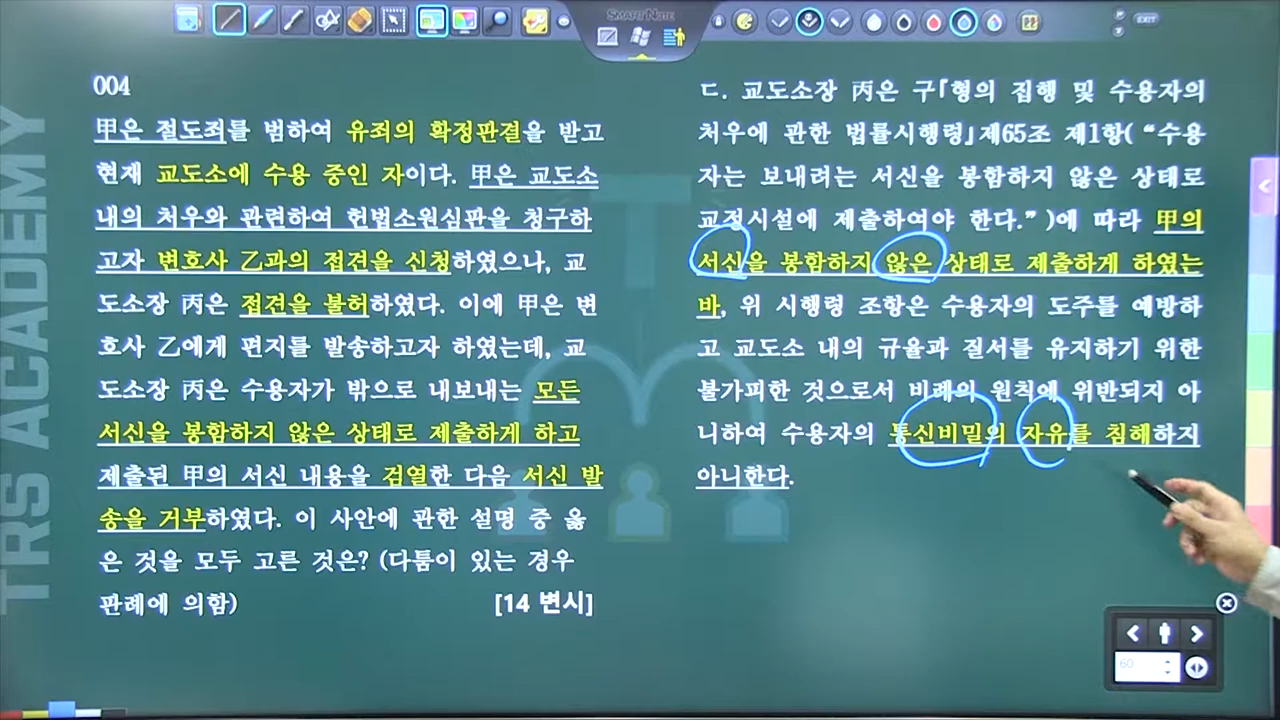 SMARTNOTE
EXIT
TRS ACADEMY
004
甲은 절도죄를 범하여 유죄의 확정판결을 받고
현재 교도소에 수용 중인 자이다. 甲은 교도소
내의 처우와 관련하여 헌법소원심판을 청구하
고자 변호사 乙과의 접견을 신청하였으나, 교
도소장 丙은 접견을 불허하였다. 이에 甲은 변
호사 乙에게 편지를 발송하고자 하였는데, 교
도소장 丙은 수용자가 밖으로 내보내는 모든
서신을 봉함하지 않은 상태로 제출하게 하고
제출된 甲의 서신 내용을 검열한 다음 서신 발
송을 거부하였다. 이 사안에 관한 설명 중 옳
은 것을 모두 고른 것은? (다툼이 있는 경우
판례에 의함) [14 변시]
ㄷ. 교도소장 丙은 구「형의 집행 및 수용자의
처우에 관한 법률시행령」제65조 제1항( “수용
자는 보내려는 서신을 봉함하지 않은 상태로
교정시설에 제출하여야 한다.” )에 따라 甲의
서신을 봉함하지 않은 상태로 제출하게 하였는
바, 위 시행령 조항은 수용자의 도주를 예방하
고 교도소 내의 규율과 질서를 유지하기 위한
불가피한 것으로서 비례의 원칙에 위반되지 아
니하여 수용자의 통신비밀의 자유를 침해하지
아니한다.
60